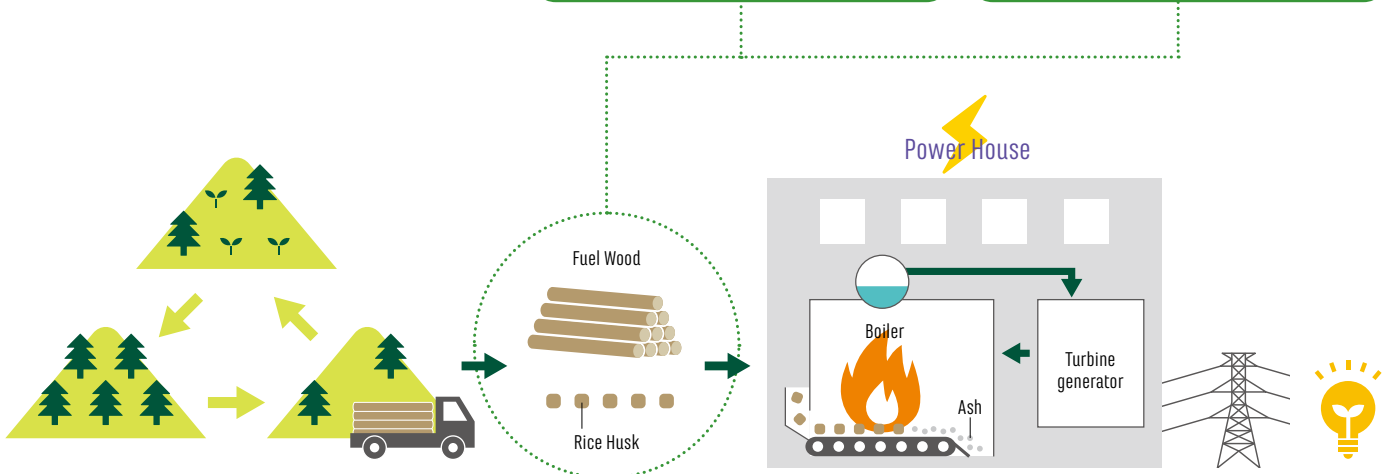 Power House
Fuel Wood
Rice Husk
Boiler
Ash
Turbine
generator